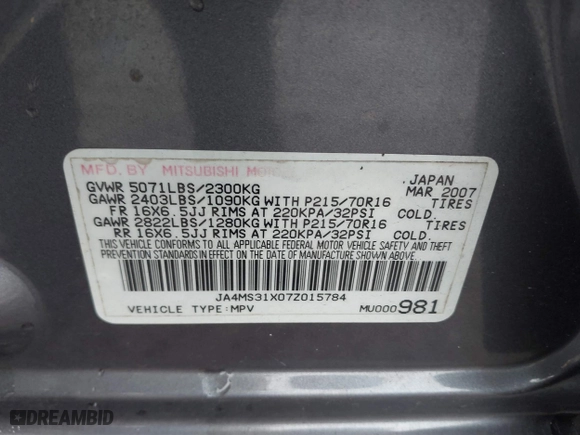 MFD. BY MITSUBISHI JAPAN
GVWR 5071LBS/2300KG MAR 2007
GAWR 2403LBS/1090KG WITH P215/70R16 TIRES
FR 16X6.5JJ RIMS AT 220KPA/32PSI COLD.
GAWR 2822LBS/1280KG WITH P215/70R16 TIRES
RR 16X6.5JJ RIMS AT 220KPA/32PSI COLD.
THIS VEHICLE CONFORMS TO ALL APPLICABLE FEDERAL MOTOR VEHICLE SAFETY AND THEFT
PREVENTION STANDARDS IN EFFECT ON THE DATE OF MANUFACTURE SHOWN ABOVE.
JA4MS31X07Z015784
VEHICLE TYPE:MPV MU000981
DREAMBID